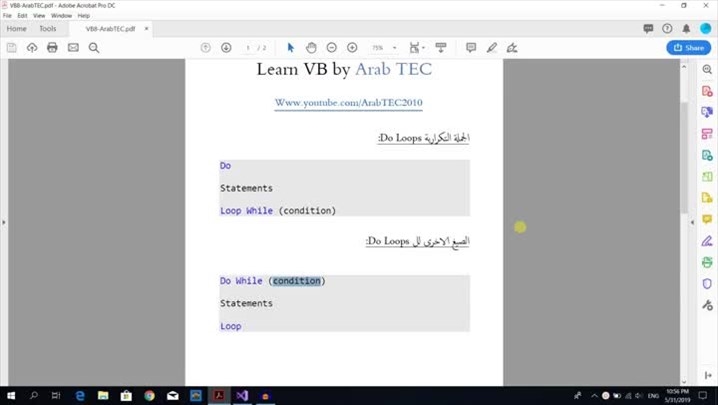 VB8-ArabTEC.pdf - Adobe Acrobat Pro DC
File Edit View Window Help
Home Tools VB8-ArabTEC.pdf ×
1 / 2 75% Share
Learn VB by Arab TEC
Www.youtube.com/ArabTEC2010
الجملة التكرارية Do Loops:
Do
Statements
Loop While (condition)
الصيغ الاخرى لل Do Loops:
Do While (condition)
Statements
Loop
ENG 10:56 PM
5/31/2019